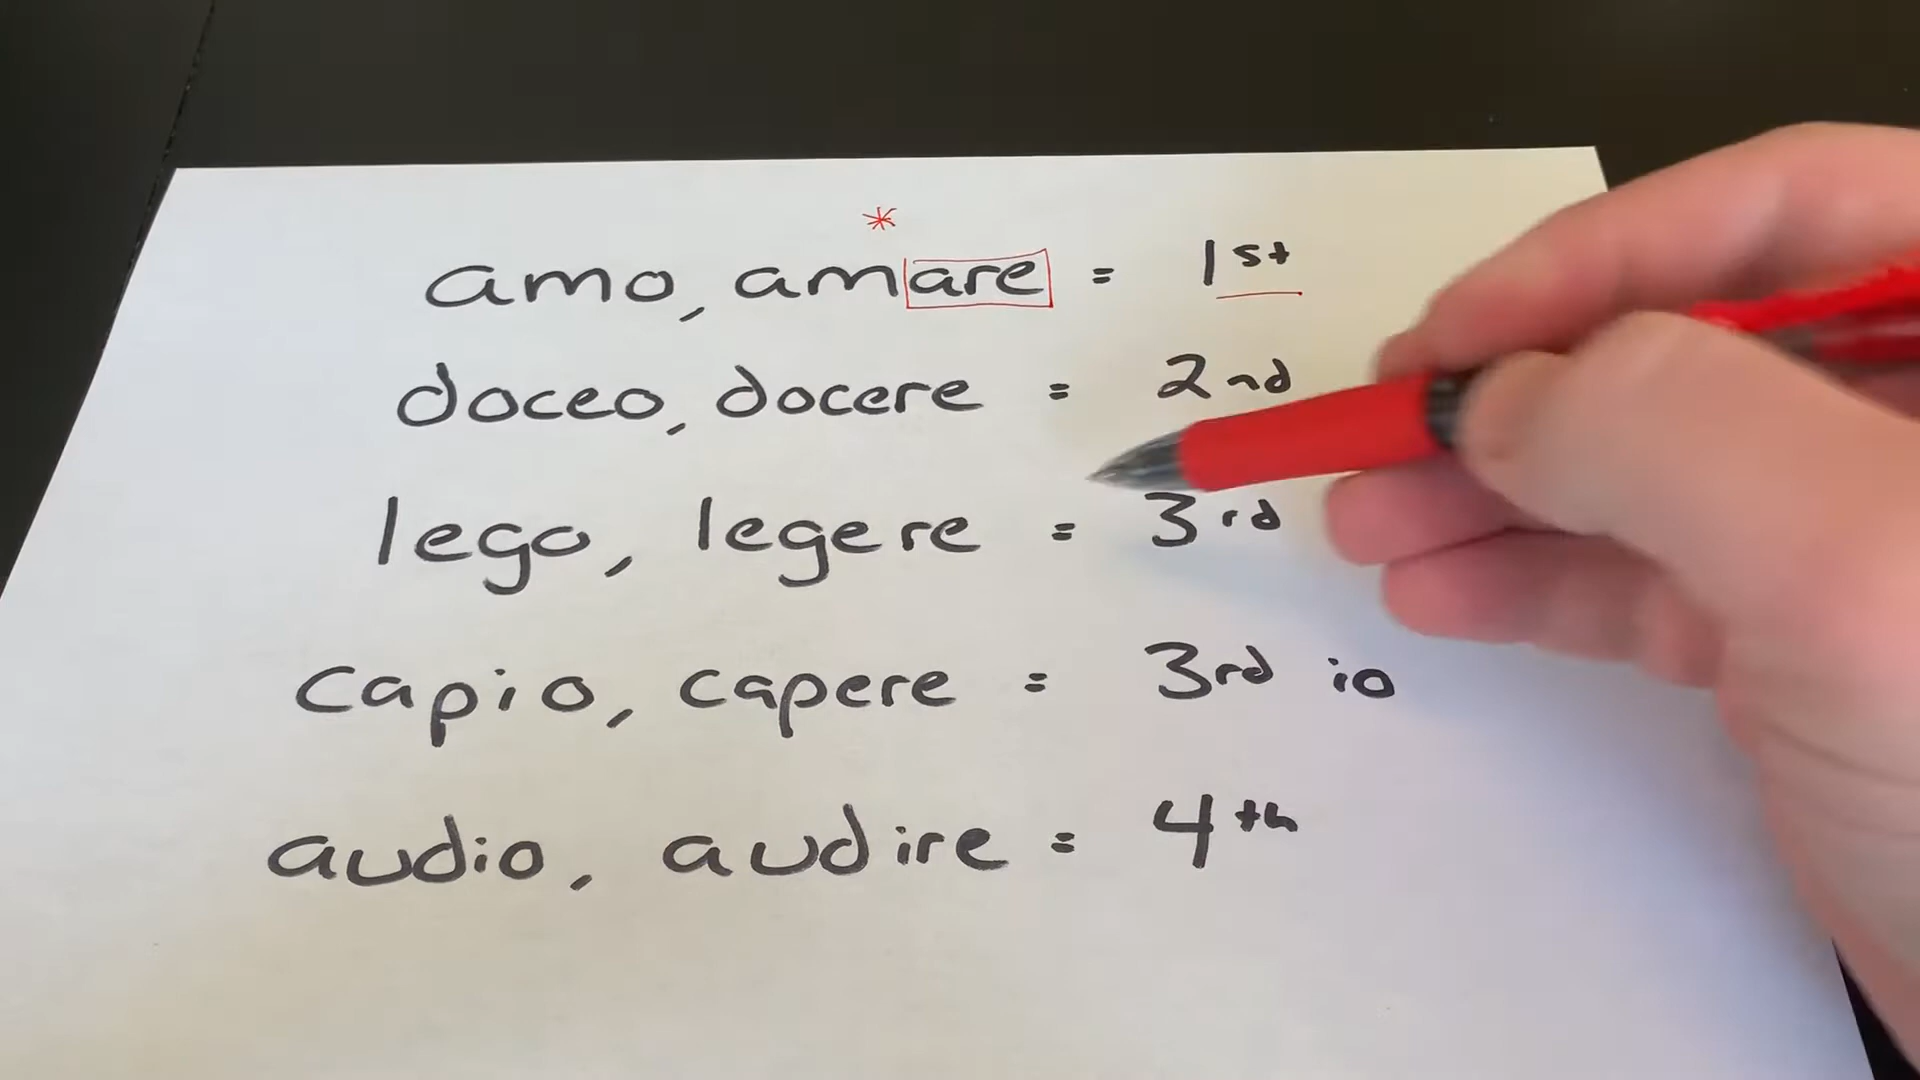 *
amo, amare = 1st
doceo, docere = 2nd
lego, legere = 3rd
capio, capere = 3rd io
audio, audire = 4th